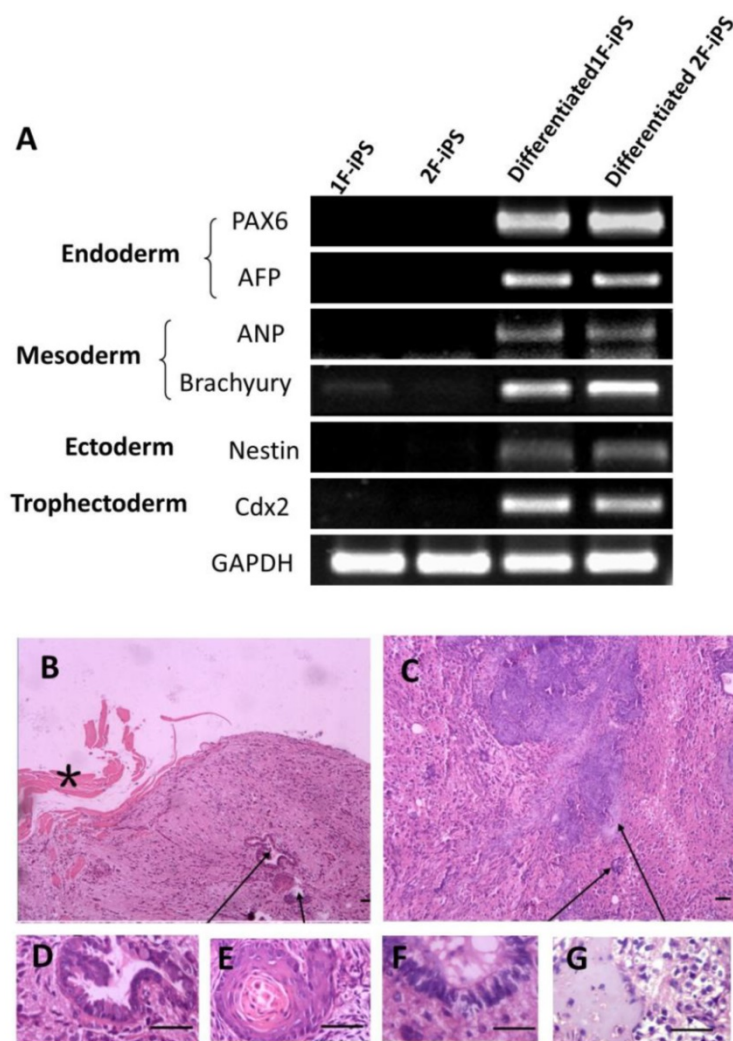 A
1F-iPS
2F-iPS
Differentiated1F-iPS
Differentiated 2F-iPS
Endoderm
PAX6
AFP
Mesoderm
ANP
Brachyury
Ectoderm
Nestin
Trophectoderm
Cdx2
GAPDH
B
*
C
D
E
F
G